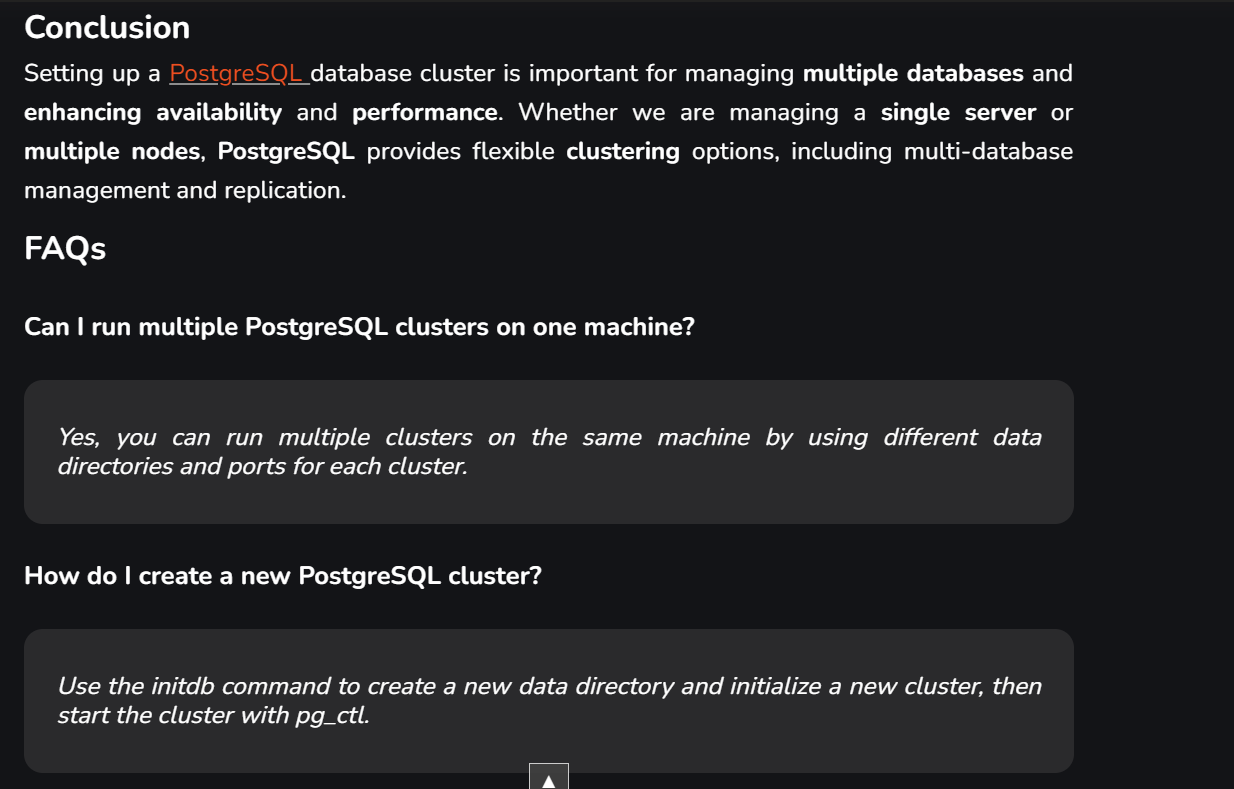 Conclusion
Setting up a PostgreSQL database cluster is important for managing multiple databases and
enhancing availability and performance. Whether we are managing a single server or
multiple nodes, PostgreSQL provides flexible clustering options, including multi-database
management and replication.
FAQs
Can I run multiple PostgreSQL clusters on one machine?
Yes, you can run multiple clusters on the same machine by using different data
directories and ports for each cluster.
How do I create a new PostgreSQL cluster?
Use the initdb command to create a new data directory and initialize a new cluster, then
start the cluster with pg_ctl.